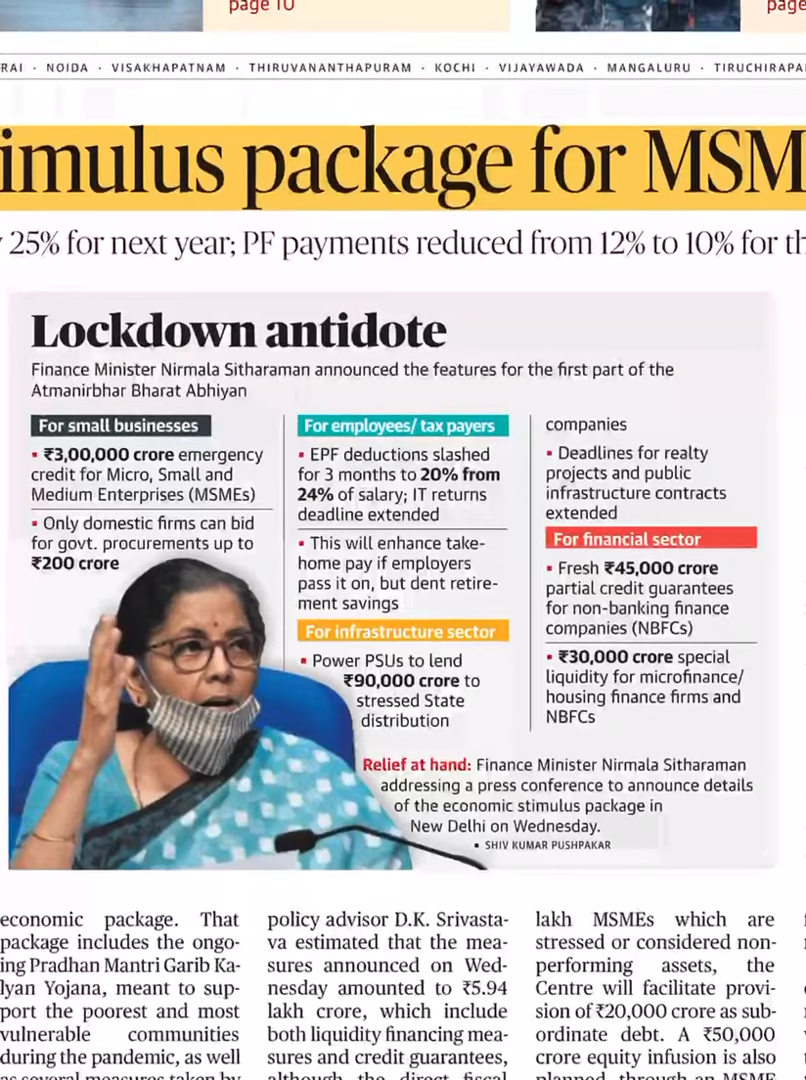 page 10
page
RAI · NOIDA · VISAKHAPATNAM · THIRUVANANTHAPURAM · KOCHI · VIJAYAWADA · MANGALURU · TIRUCHIRAPA
imulus package for MSM
25% for next year; PF payments reduced from 12% to 10% for th
Lockdown antidote
Finance Minister Nirmala Sitharaman announced the features for the first part of the
Atmanirbhar Bharat Abhiyan
For small businesses
▪ ₹3,00,000 crore emergency
credit for Micro, Small and
Medium Enterprises (MSMEs)
▪ Only domestic firms can bid
for govt. procurements up to
₹200 crore
For employees/ tax payers
▪ EPF deductions slashed
for 3 months to 20% from
24% of salary; IT returns
deadline extended
▪ This will enhance take-
home pay if employers
pass it on, but dent retire-
ment savings
For infrastructure sector
▪ Power PSUs to lend
₹90,000 crore to
stressed State
distribution
companies
▪ Deadlines for realty
projects and public
infrastructure contracts
extended
For financial sector
▪ Fresh ₹45,000 crore
partial credit guarantees
for non-banking finance
companies (NBFCs)
▪ ₹30,000 crore special
liquidity for microfinance/
housing finance firms and
NBFCs
Relief at hand: Finance Minister Nirmala Sitharaman
addressing a press conference to announce details
of the economic stimulus package in
New Delhi on Wednesday.
▪ SHIV KUMAR PUSHPAKAR
economic package. That
package includes the ongo-
ing Pradhan Mantri Garib Ka-
lyan Yojana, meant to sup-
port the poorest and most
vulnerable communities
during the pandemic, as well
as several measures taken by
policy advisor D.K. Srivasta-
va estimated that the mea-
sures announced on Wed-
nesday amounted to ₹5.94
lakh crore, which include
both liquidity financing mea-
sures and credit guarantees,
although the direct fiscal
lakh MSMEs which are
stressed or considered non-
performing assets, the
Centre will facilitate provi-
sion of ₹20,000 crore as sub-
ordinate debt. A ₹50,000
crore equity infusion is also
planned, through an MSME